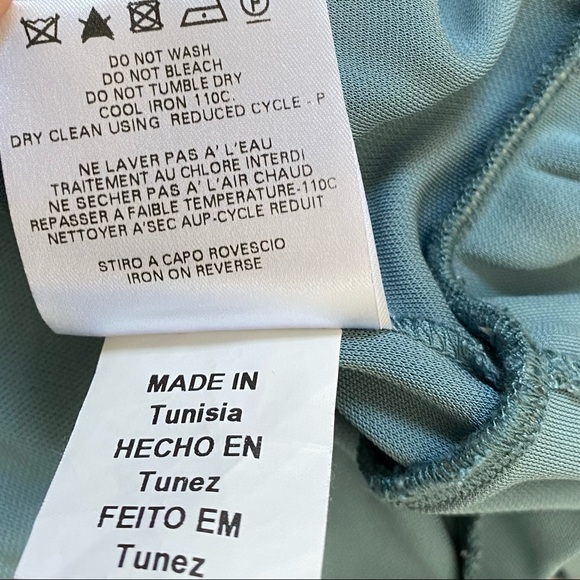 DO NOT WASH
DO NOT BLEACH
DO NOT TUMBLE DRY
COOL IRON 110C.
DRY CLEAN USING REDUCED CYCLE - P
NE LAVER PAS A' L'EAU
TRAITEMENT AU CHLORE INTERDI
NE SECHER PAS A' L'AIR CHAUD
REPASSER A FAIBLE TEMPERATURE-110C
NETTOYER A'SEC AUP-CYCLE REDUIT
STIRO A CAPO ROVESCIO
IRON ON REVERSE
MADE IN
Tunisia
HECHO EN
Tunez
FEITO EM
Tunez